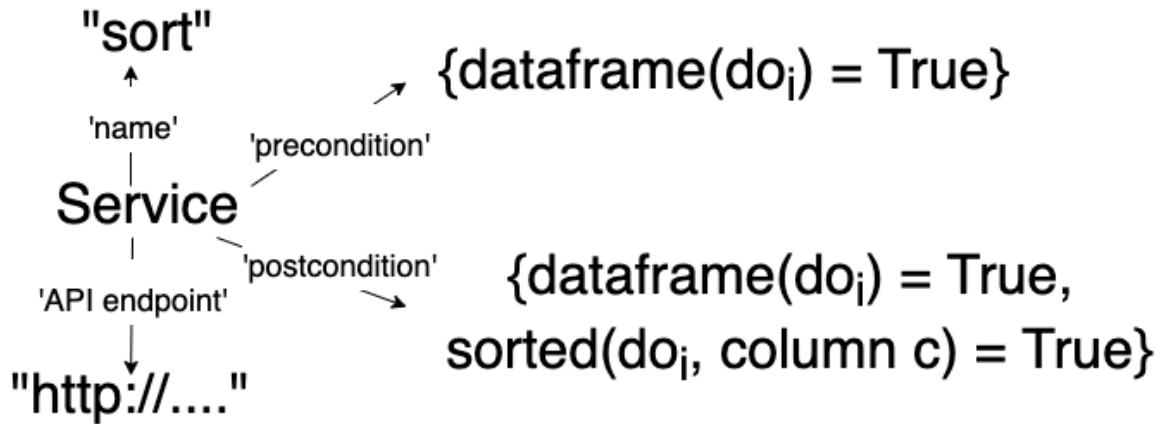 "sort"
{dataframe(doᵢ) = True}
'name'
'precondition'
Service
'postcondition'
{dataframe(doᵢ) = True,
sorted(doᵢ, column c) = True}
'API endpoint'
"http://...."